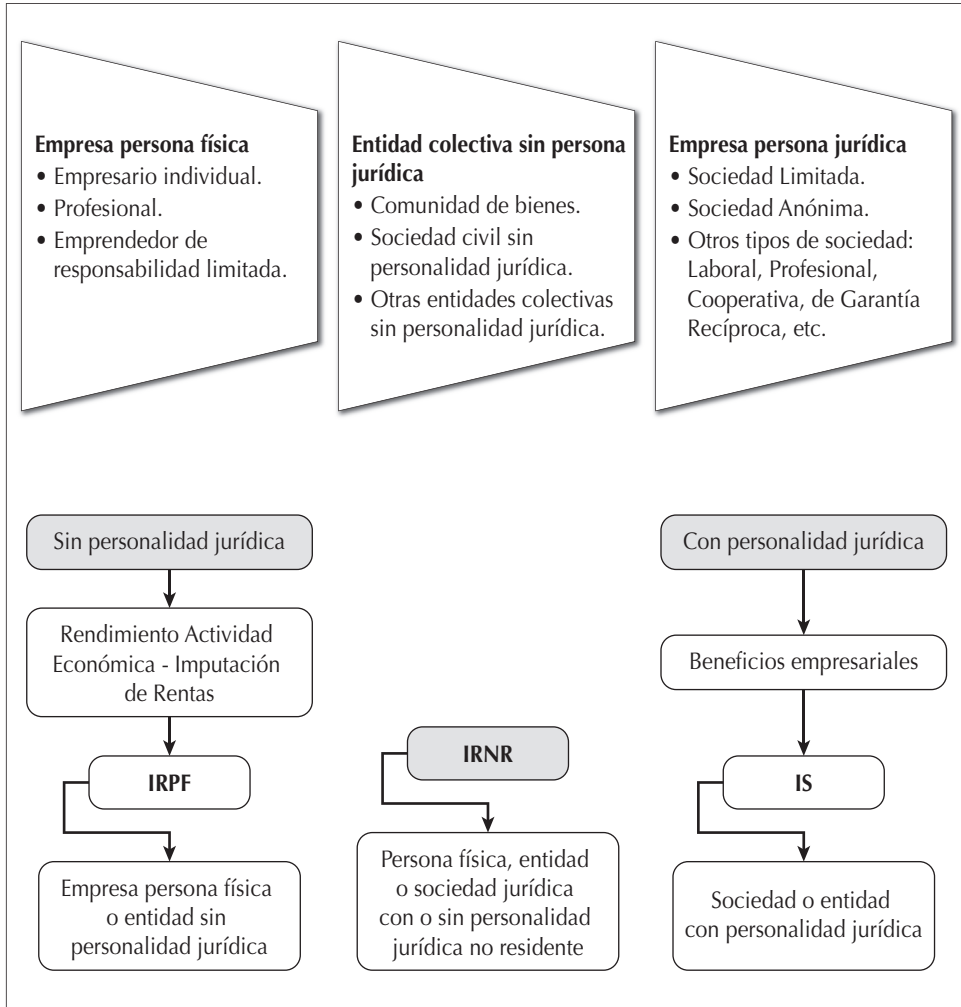 Empresa persona física
• Empresario individual.
• Profesional.
• Emprendedor de
responsabilidad limitada.
Entidad colectiva sin persona
jurídica
• Comunidad de bienes.
• Sociedad civil sin
personalidad jurídica.
• Otras entidades colectivas
sin personalidad jurídica.
Empresa persona jurídica
• Sociedad Limitada.
• Sociedad Anónima.
• Otros tipos de sociedad:
Laboral, Profesional,
Cooperativa, de Garantía
Recíproca, etc.
Sin personalidad jurídica
Rendimiento Actividad
Económica - Imputación
de Rentas
IRPF
Empresa persona física
o entidad sin
personalidad jurídica
IRNR
Persona física, entidad
o sociedad jurídica
con o sin personalidad
jurídica no residente
Con personalidad jurídica
Beneficios empresariales
IS
Sociedad o entidad
con personalidad jurídica